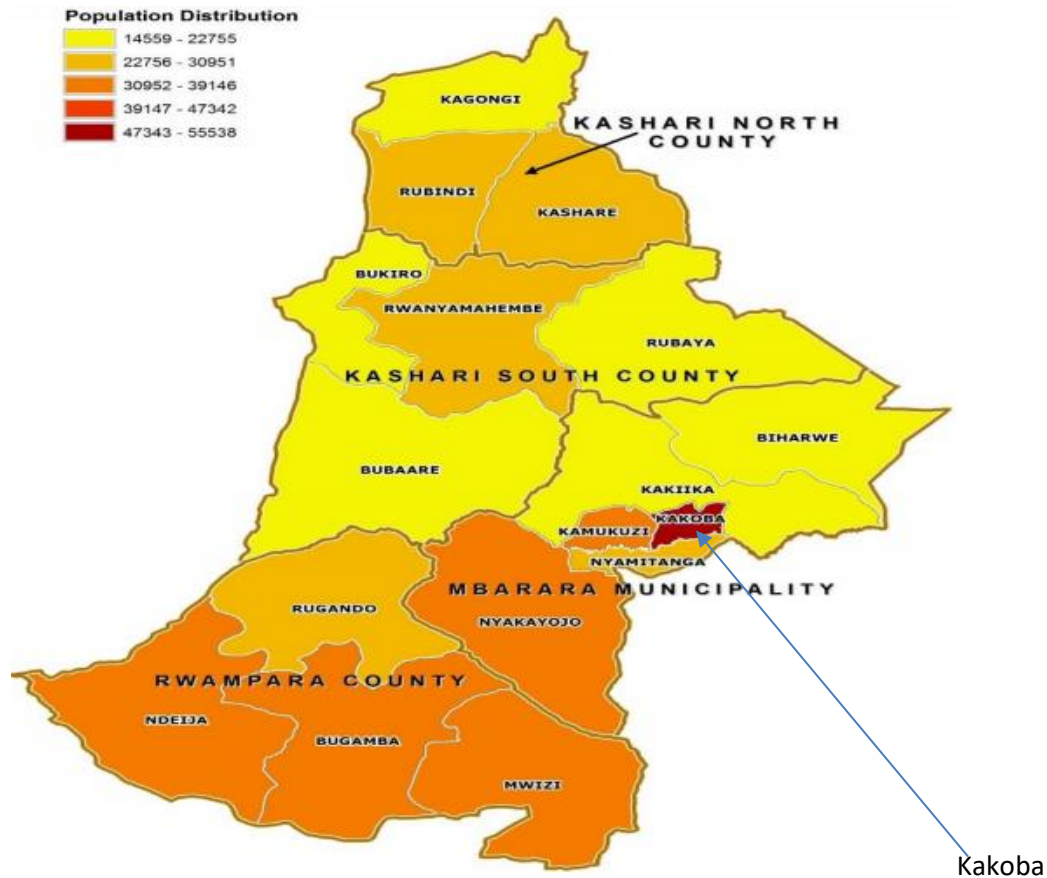 Population Distribution
14559 - 22755
22756 - 30951
30952 - 39146
39147 - 47342
47343 - 55538
KAGONGI
KASHARI NORTH
COUNTY
RUBINDI
KASHARE
BUKIRO
RWANYAMAHEMBE
RUBAYA
KASHARI SOUTH COUNTY
BIHARWE
BUBAARE
KAKIIKA
KAKOBA
KAMUKUZI
NYAMITANGA
MBARARA MUNICIPALITY
RUGANDO
NYAKAYOJO
RWAMPARA COUNTY
NDEIJA
BUGAMBA
MWIZI
Kakoba